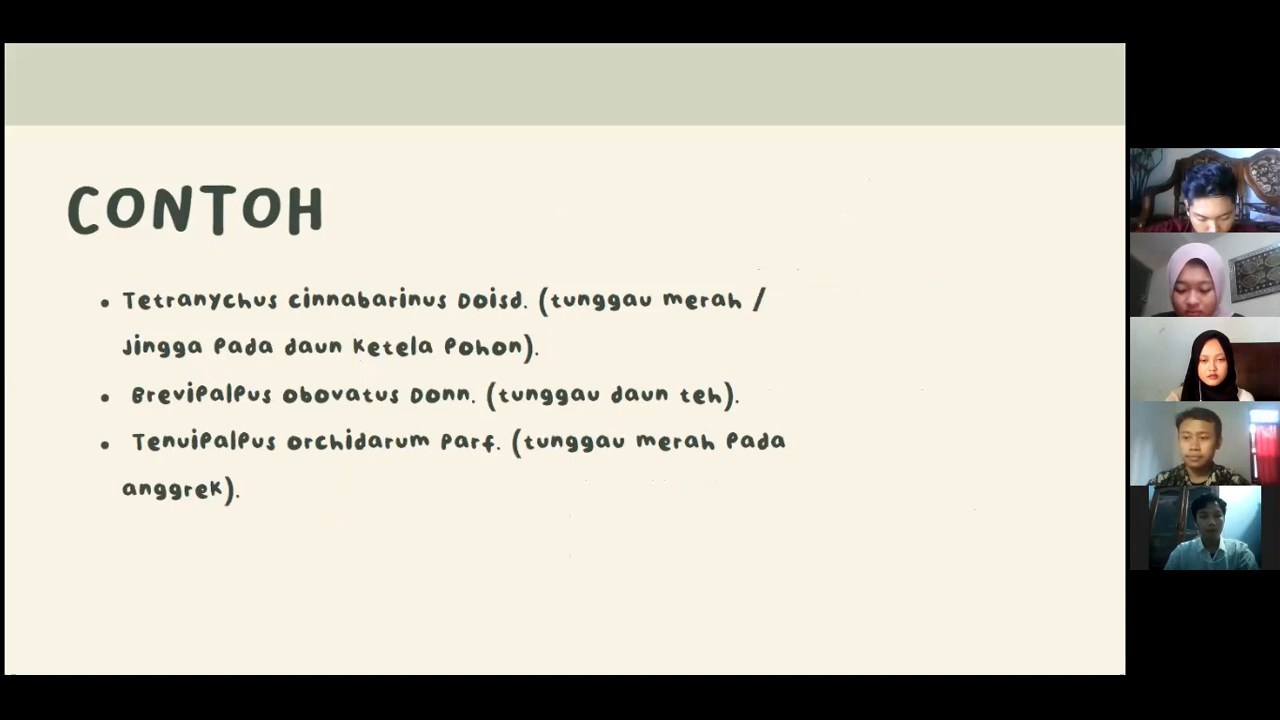 CONTOH
• Tetranychus cinnabarinus Doisd. (tunggau merah /
jingga pada daun ketela pohon).
• Brevipalpus obovatus Donn. (tunggau daun teh).
• Tenuipalpus orchidarum Parf. (tunggau merah pada
anggrek).